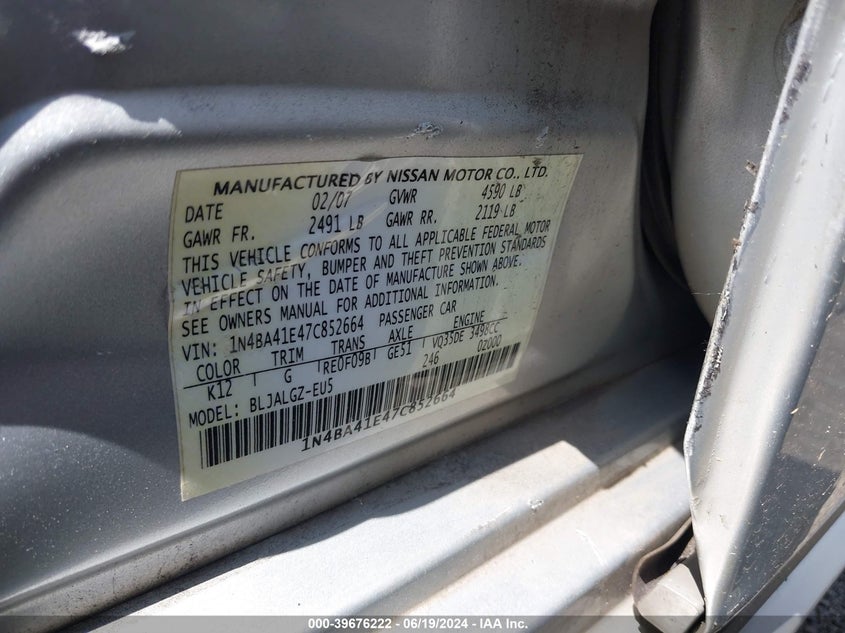 MANUFACTURED BY NISSAN MOTOR CO., LTD.
DATE 02/07 GVWR 4590 LB
GAWR FR. 2491 LB GAWR RR. 2119 LB
THIS VEHICLE CONFORMS TO ALL APPLICABLE FEDERAL MOTOR
VEHICLE SAFETY, BUMPER AND THEFT PREVENTION STANDARDS
IN EFFECT ON THE DATE OF MANUFACTURE SHOWN ABOVE.
SEE OWNERS MANUAL FOR ADDITIONAL INFORMATION.
VIN: 1N4BA41E47C852664 PASSENGER CAR
COLOR TRIM TRANS AXLE ENGINE
K12 G RE0F09B GE51 VQ35DE 3498CC
MODEL: BLJALGZ-EU5 246 02000
1N4BA41E47C852664
000-39676222 - 06/19/2024 - IAA Inc.